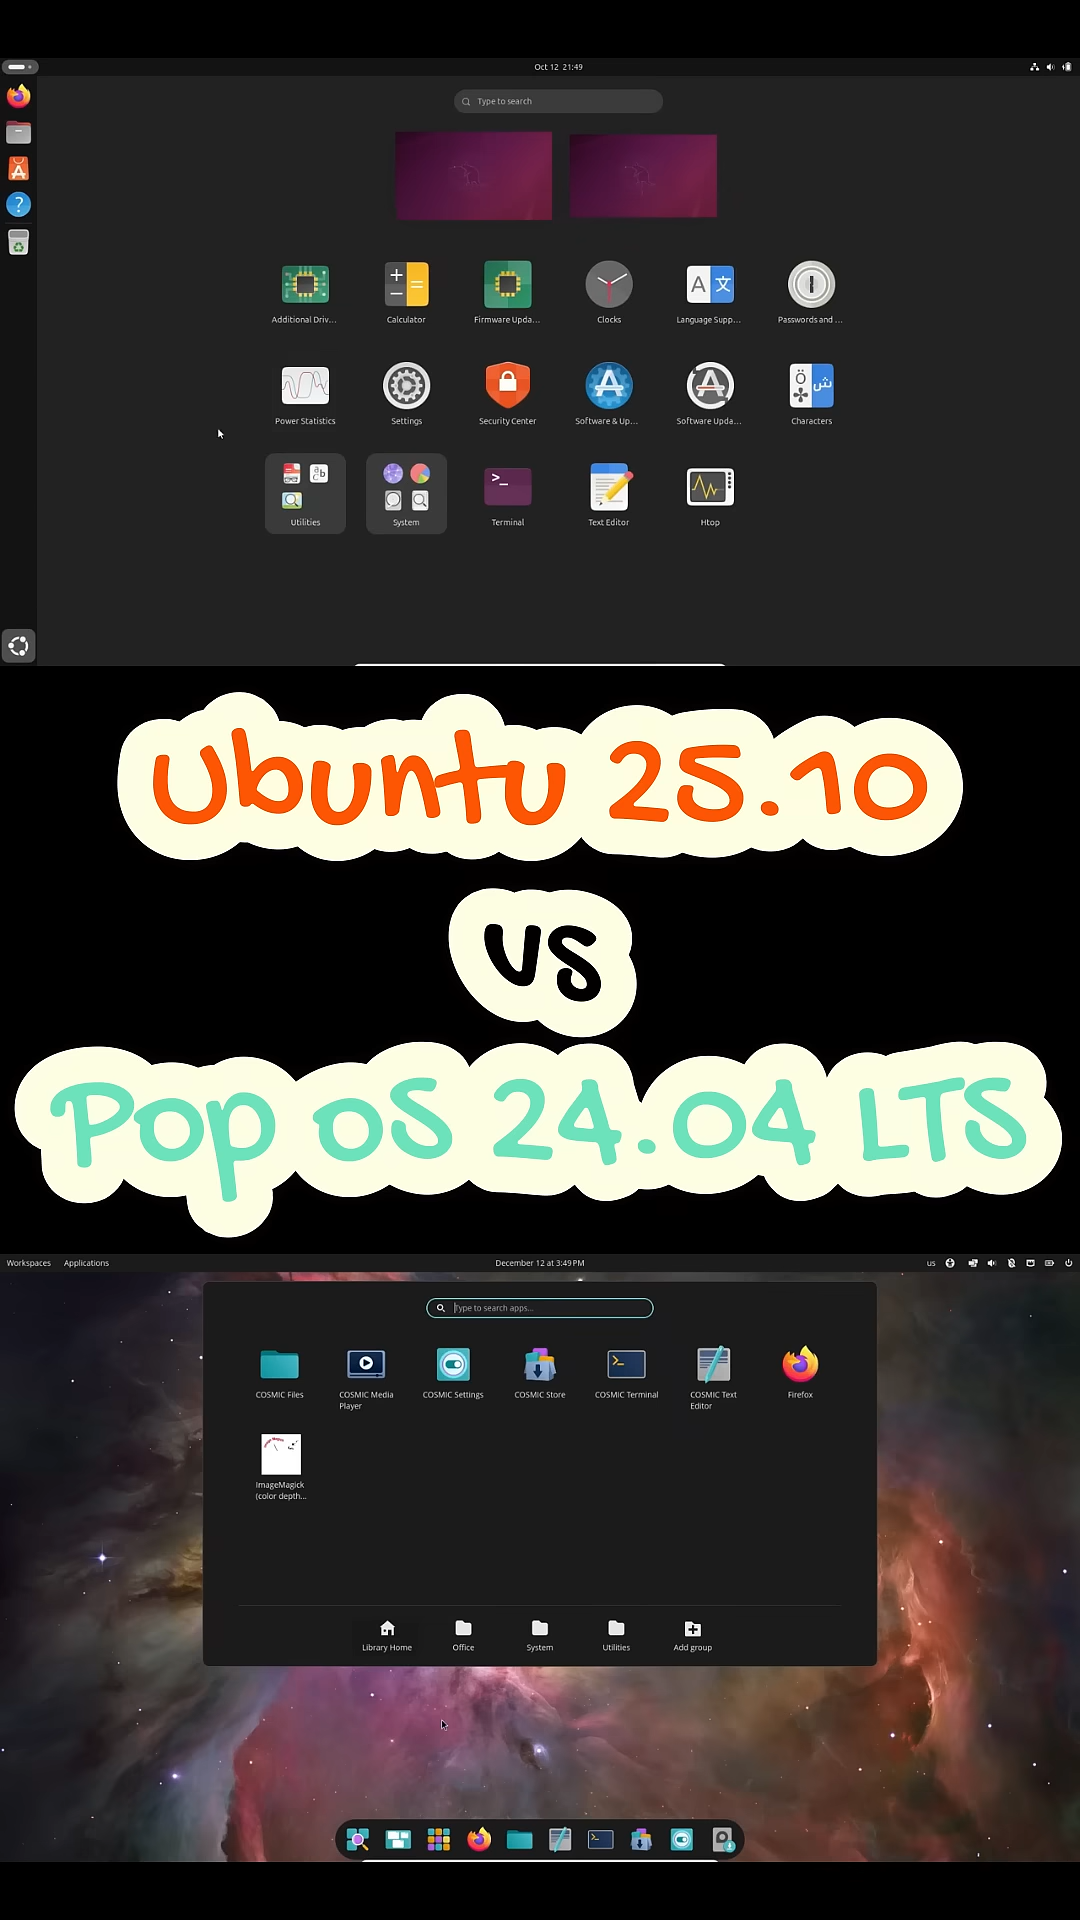 Oct 12 21:49
Type to search
Additional Driv...
Calculator
Firmware Upda...
Clocks
Language Supp...
Passwords and ...
Power Statistics
Settings
Security Center
Software & Up...
Software Upda...
Characters
Utilities
System
Terminal
Text Editor
Htop
Ubuntu 25.10
vs
Pop OS 24.04 LTS
Workspaces Applications
December 12 at 3:49 PM
us
Type to search apps...
COSMIC Files
COSMIC Media
Player
COSMIC Settings
COSMIC Store
COSMIC Terminal
COSMIC Text
Editor
Firefox
ImageMagick
(color depth...
Library Home
Office
System
Utilities
Add group